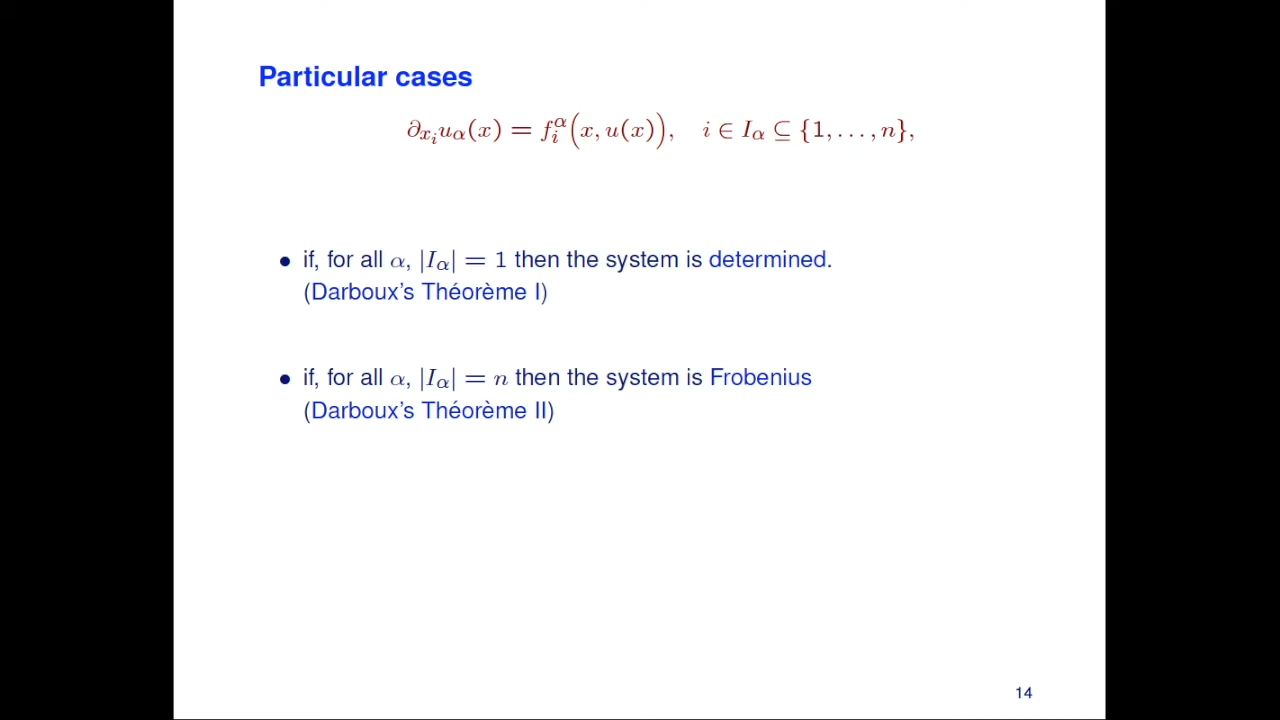 Particular cases
∂_{x_i} u_α(x) = f_i^α(x, u(x)), i ∈ I_α ⊆ {1, . . . , n},
• if, for all α, |I_α| = 1 then the system is determined.
(Darboux's Théorème I)
• if, for all α, |I_α| = n then the system is Frobenius
(Darboux's Théorème II)
14